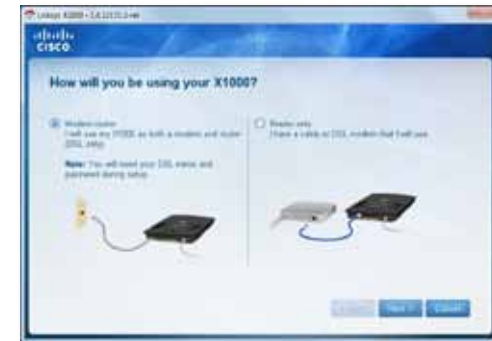 CISCO
How will you be using your X1000?
Modem router
I will use my X1000 as both a modem and router
(DSL only)
Note: You will need your DSL name and
password during setup.
Router only
I have a cable or DSL modem that I will use.
Next
Cancel